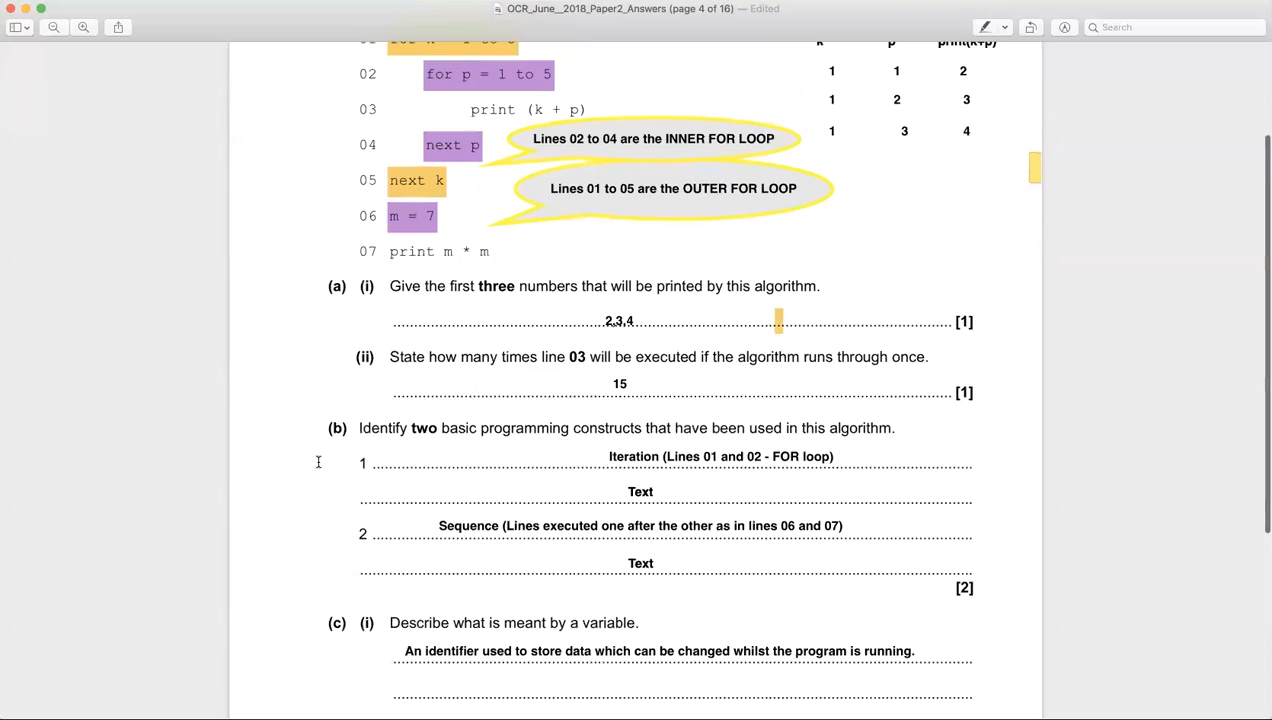 OCR_June__2018_Paper2_Answers (page 4 of 16) — Edited
Search
k p print(k+p)
02 for p = 1 to 5
1 1 2
03 print (k + p)
1 2 3
04 next p
Lines 02 to 04 are the INNER FOR LOOP
1 3 4
05 next k
Lines 01 to 05 are the OUTER FOR LOOP
06 m = 7
07 print m * m
(a) (i) Give the first three numbers that will be printed by this algorithm.
2,3,4 [1]
(ii) State how many times line 03 will be executed if the algorithm runs through once.
15
[1]
(b) Identify two basic programming constructs that have been used in this algorithm.
1 Iteration (Lines 01 and 02 - FOR loop)
Text
2 Sequence (Lines executed one after the other as in lines 06 and 07)
Text
[2]
(c) (i) Describe what is meant by a variable.
An identifier used to store data which can be changed whilst the program is running.